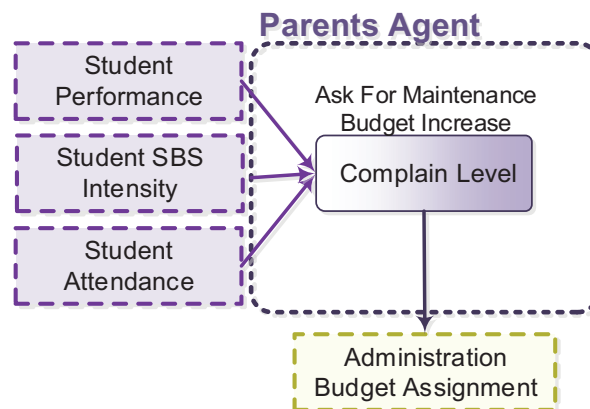 Parents Agent
Student
Performance
Student SBS
Intensity
Student
Attendance
Ask For Maintenance
Budget Increase
Complain Level
Administration
Budget Assignment